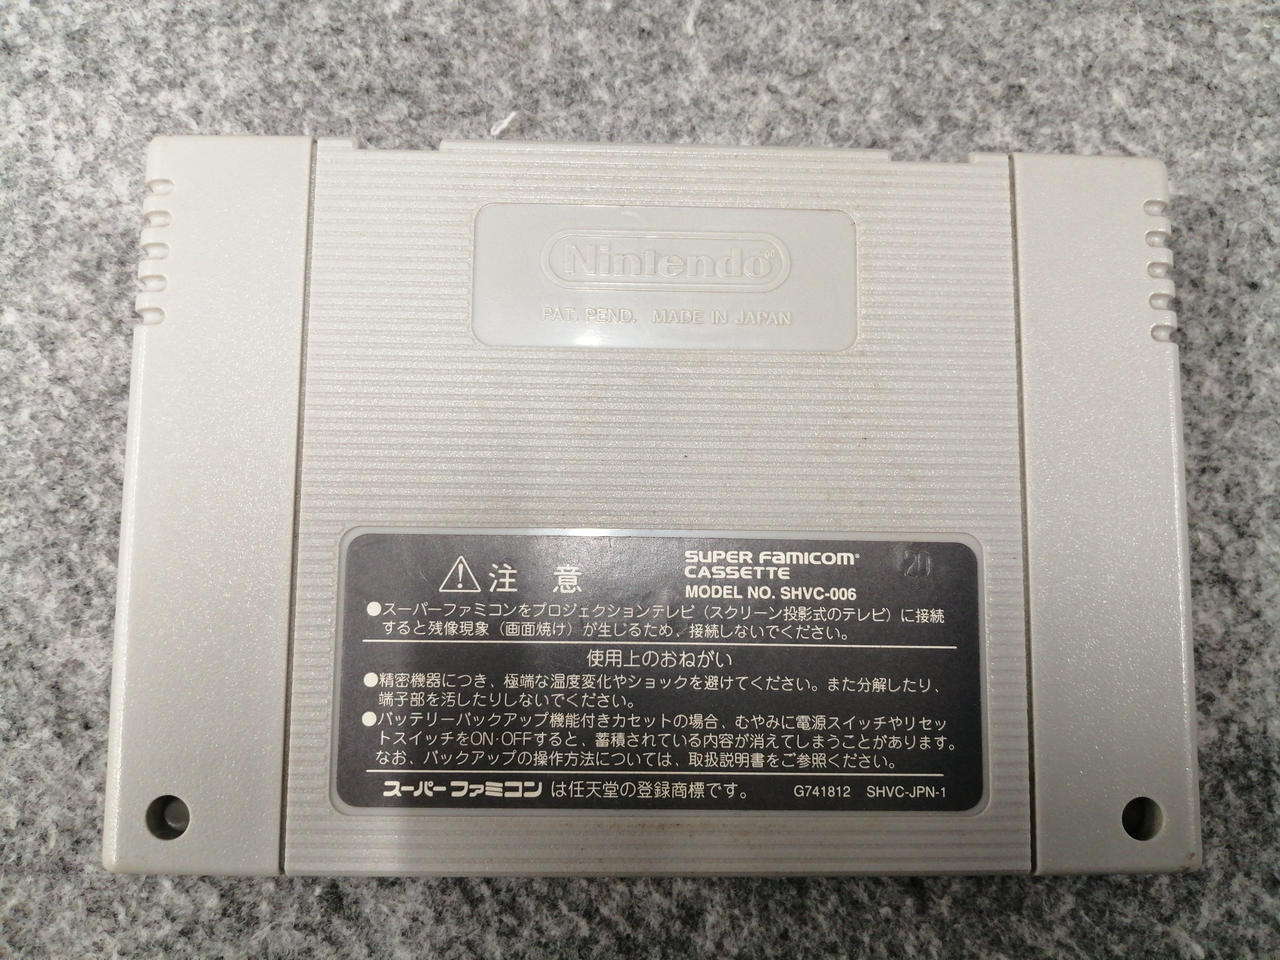 Nintendo®
PAT. PEND. MADE IN JAPAN
注 意
SUPER FAMICOM®
CASSETTE
MODEL NO. SHVC-006
20
●スーパーファミコンをプロジェクションテレビ（スクリーン投影式のテレビ）に接続
すると残像現象（画面焼け）が生じるため、接続しないでください。
使用上のおねがい
●精密機器につき、極端な温度変化やショックを避けてください。また分解したり、
端子部を汚したりしないでください。
●バッテリーバックアップ機能付きカセットの場合、むやみに電源スイッチやリセッ
トスイッチをON・OFFすると、蓄積されている内容が消えてしまうことがあります。
なお、バックアップの操作方法については、取扱説明書をご参照ください。
スーパーファミコンは任天堂の登録商標です。 G741812 SHVC-JPN-1